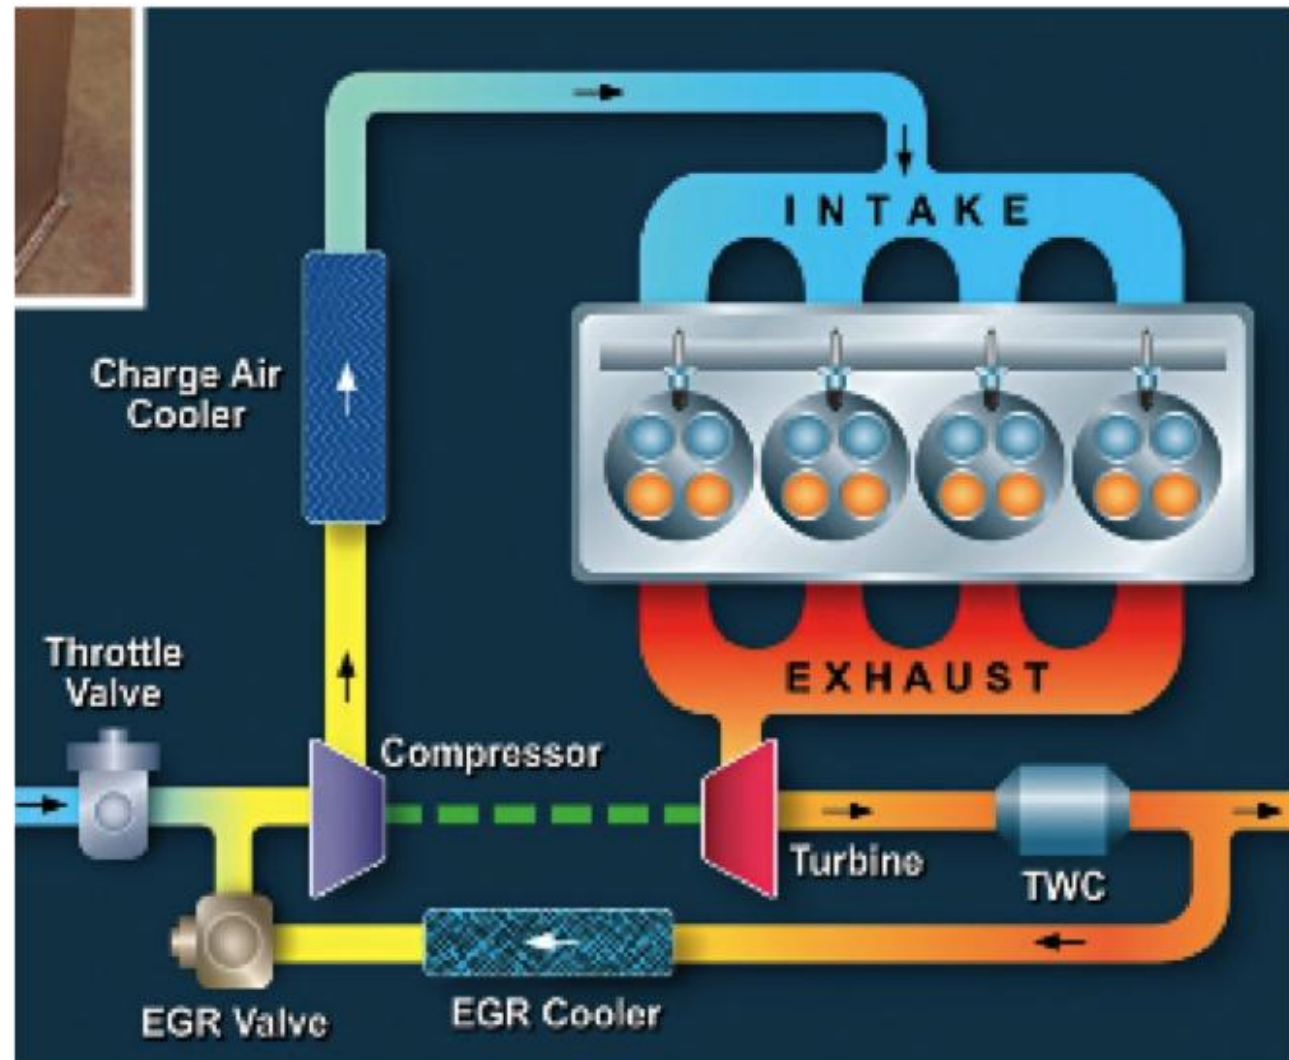 INTAKE
Charge Air
Cooler
Throttle
Valve
EXHAUST
Compressor
Turbine
TWC
EGR Valve
EGR Cooler